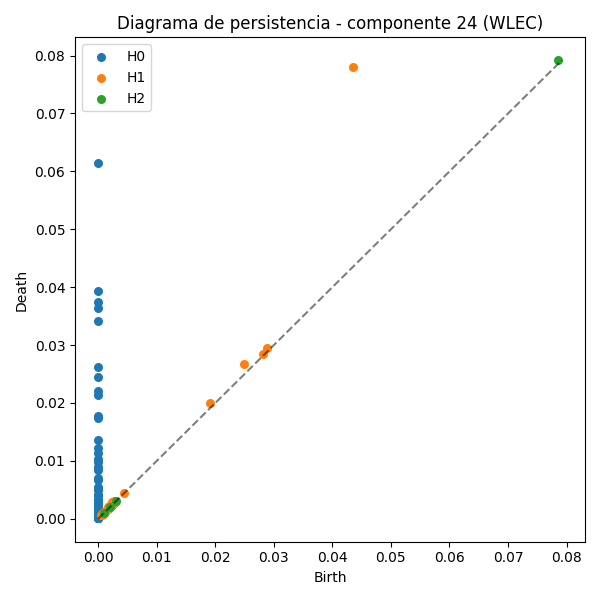 Diagrama de persistencia - componente 24 (WLEC)
H0
H1
H2
0.08
0.07
0.06
0.05
0.04
0.03
0.02
0.01
0.00
Death
0.00 0.01 0.02 0.03 0.04 0.05 0.06 0.07 0.08
Birth